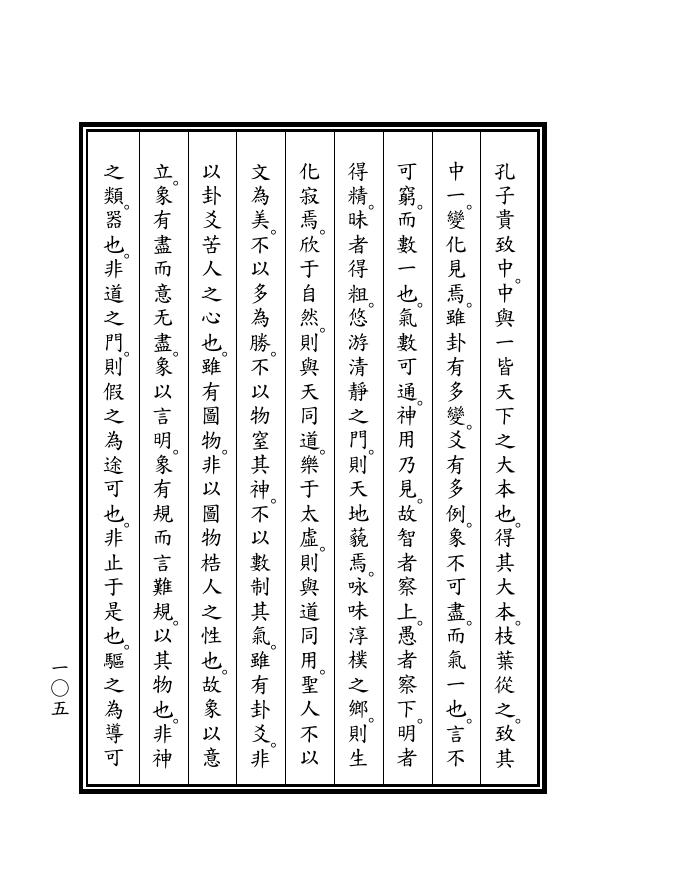 孔子貴致中。中與一皆天下之大本也。得其大本。枝葉從之。致其
中一。變化見焉。雖卦有多變。爻有多例。象不可盡。而氣一也。言不
可窮。而數一也。氣數可通。神用乃見。故智者察上。愚者察下。明者
得精。昧者得粗。悠游清靜之門。則天地藐焉。咏味淳樸之鄉。則生
化寂焉。欣于自然。則與天同道。樂于太虛。則與道同用。聖人不以
文為美。不以多為勝。不以物窒其神。不以數制其氣。雖有卦爻。非
以卦爻苦人之心也。雖有圖物。非以圖物梏人之性也。故象以意
立。象有盡而意无盡。象以言明。象有規而言難規。以其物也。非神
之類。器也。非道之門。則假之為途可也。非止于是也。驅之為導可
一〇五